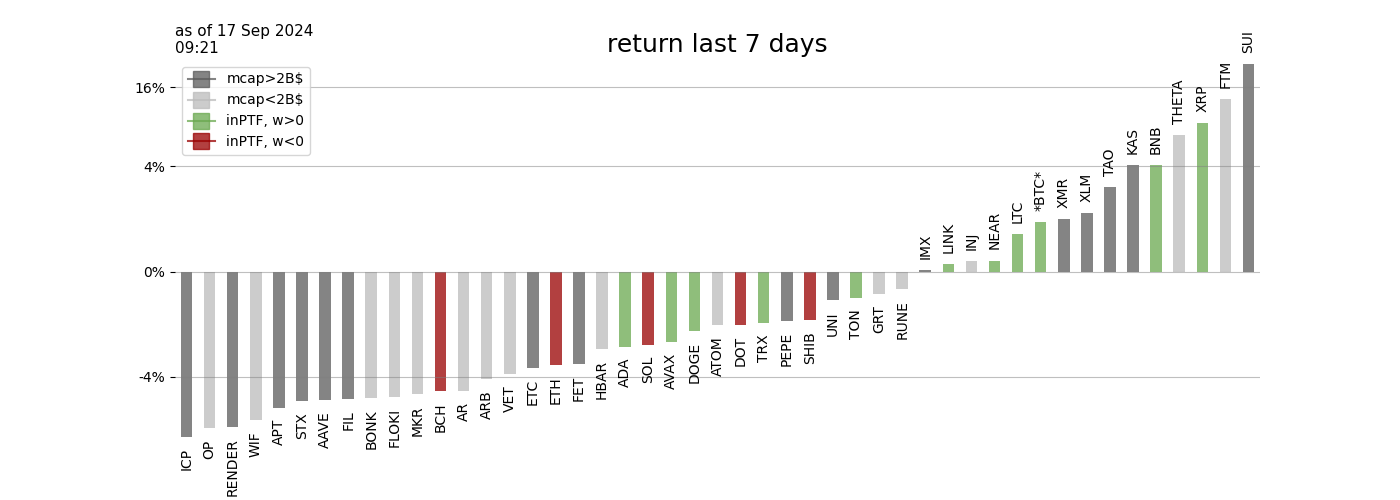 as of 17 Sep 2024
09:21
return last 7 days
mcap>2B$
mcap<2B$
inPTF, w>0
inPTF, w<0
16%
4%
0%
-4%
ICP
OP
RENDER
WIF
APT
STX
AAVE
FIL
BONK
FLOKI
MKR
BCH
AR
ARB
VET
ETC
ETH
FET
HBAR
ADA
SOL
AVAX
DOGE
ATOM
DOT
TRX
PEPE
SHIB
UNI
TON
GRT
RUNE
IMX
LINK
INJ
NEAR
LTC
*BTC*
XMR
XLM
TAO
KAS
BNB
THETA
XRP
FTM
SUI